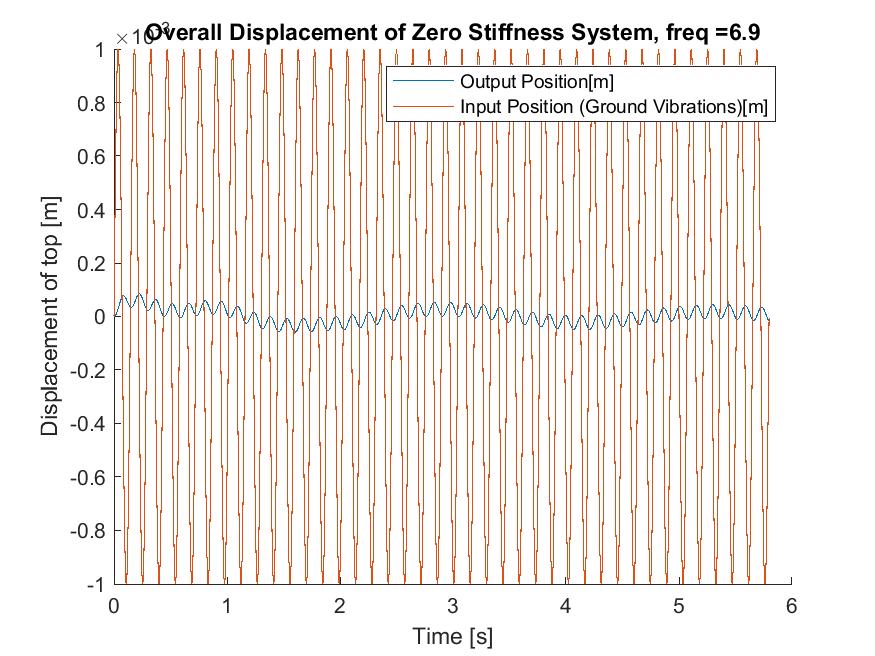 ×10⁻³
Overall Displacement of Zero Stiffness System, freq =6.9
Output Position[m]
Input Position (Ground Vibrations)[m]
1
0.8
0.6
0.4
0.2
0
-0.2
-0.4
-0.6
-0.8
-1
Displacement of top [m]
0 1 2 3 4 5 6
Time [s]